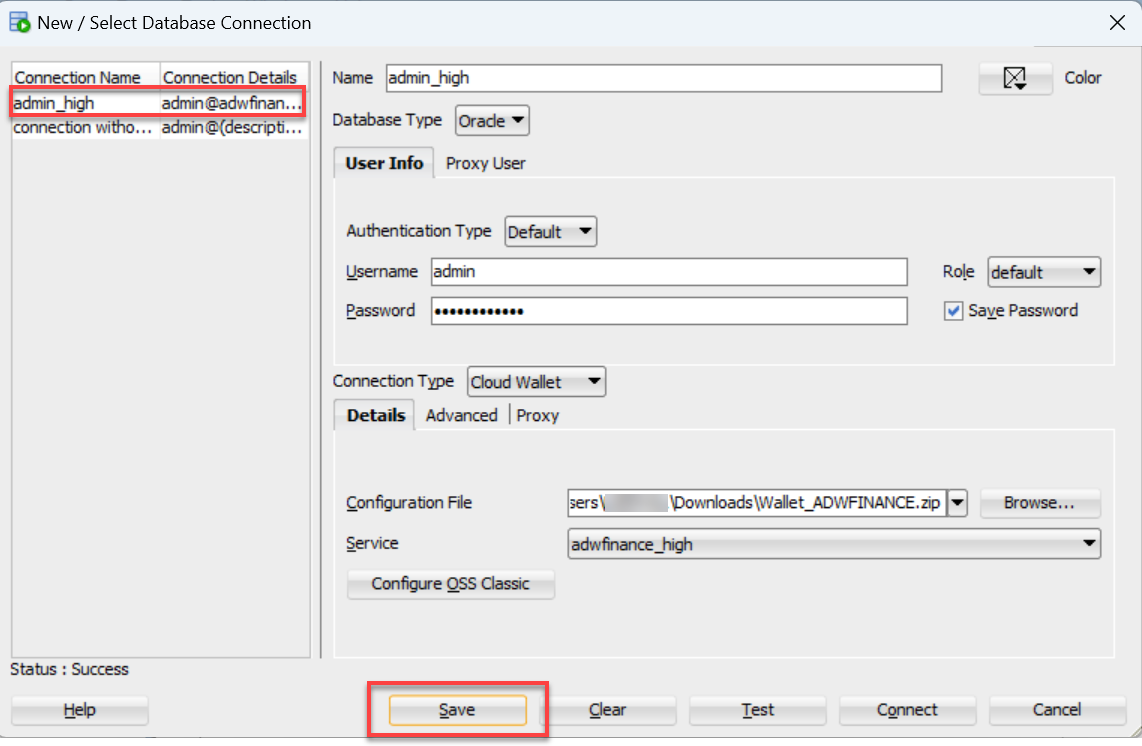 New / Select Database Connection
Connection Name Connection Details
admin_high admin@adwfinan...
connection witho... admin@(descripti...
Name admin_high Color
Database Type Oracle
User Info Proxy User
Authentication Type Default
Username admin Role default
Password •••••••••••• Save Password
Connection Type Cloud Wallet
Details Advanced Proxy
Configuration File sers\ \Downloads\Wallet_ADWFINANCE.zip Browse...
Service adwfinance_high
Configure OSS Classic
Status : Success
Help Save Clear Test Connect Cancel